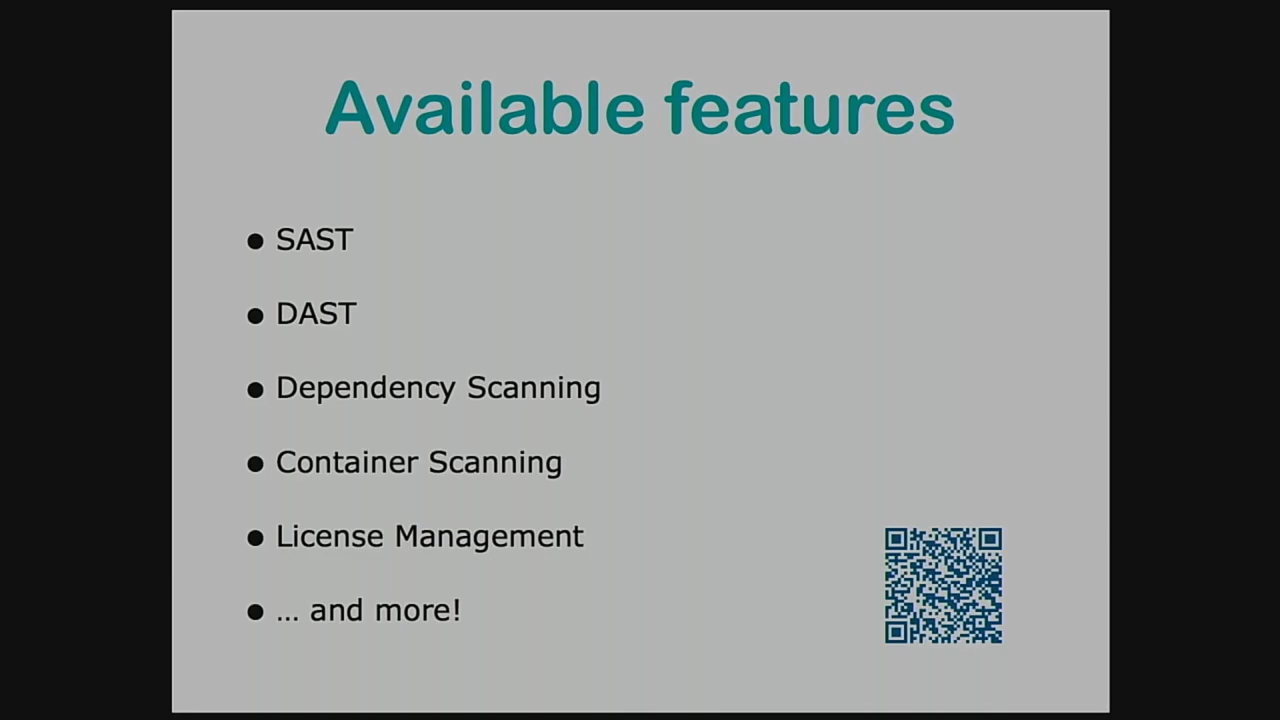 Available features
● SAST
● DAST
● Dependency Scanning
● Container Scanning
● License Management
● … and more!